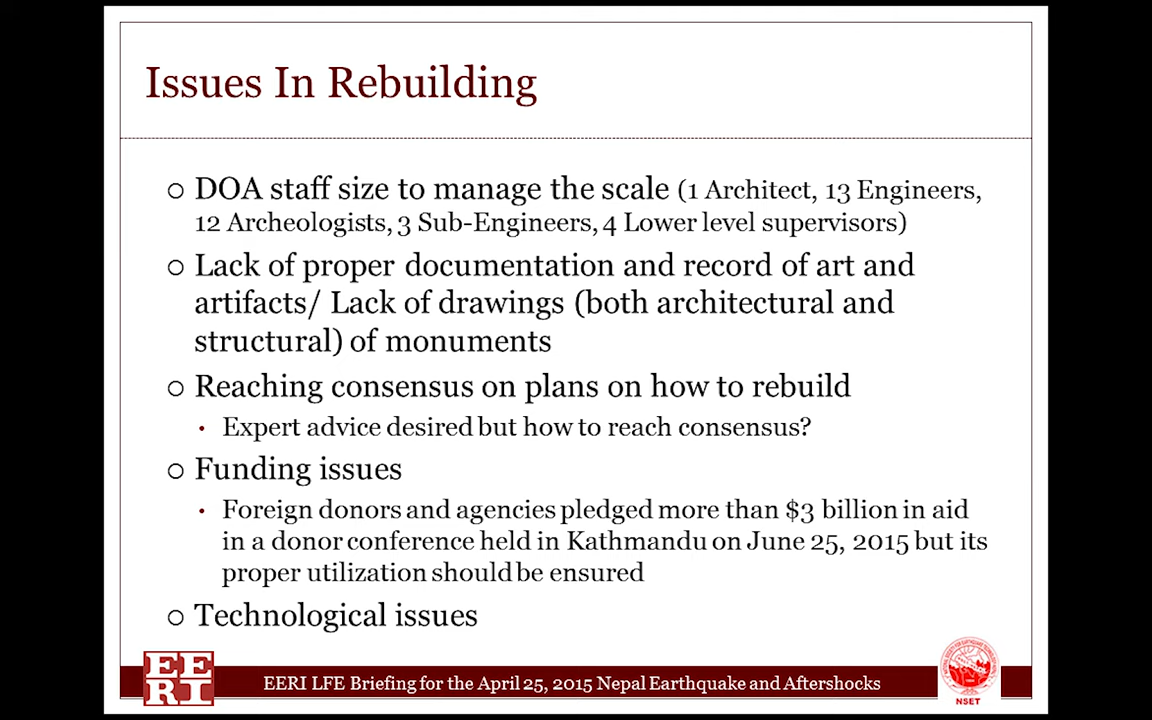 Issues In Rebuilding
○ DOA staff size to manage the scale (1 Architect, 13 Engineers,
12 Archeologists, 3 Sub-Engineers, 4 Lower level supervisors)
○ Lack of proper documentation and record of art and
artifacts/ Lack of drawings (both architectural and
structural) of monuments
○ Reaching consensus on plans on how to rebuild
• Expert advice desired but how to reach consensus?
○ Funding issues
• Foreign donors and agencies pledged more than $3 billion in aid
in a donor conference held in Kathmandu on June 25, 2015 but its
proper utilization should be ensured
○ Technological issues
EE
RI
EERI LFE Briefing for the April 25, 2015 Nepal Earthquake and Aftershocks
NSET